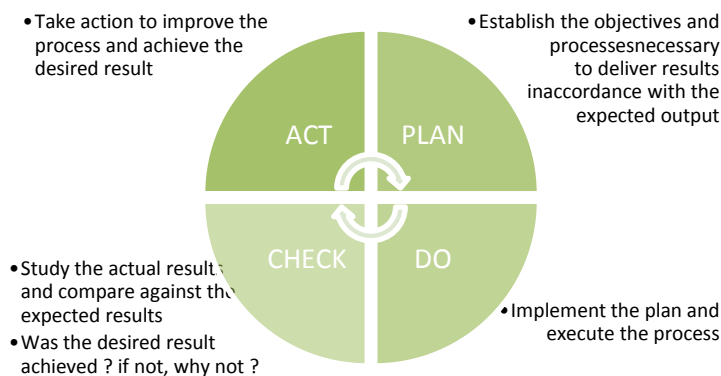 •Take action to improve the
process and achieve the
desired result
•Establish the objectives and
processesnecessary
to deliver results
inaccordance with the
expected output
ACT
PLAN
CHECK
DO
•Study the actual results
and compare against the
expected results
•Was the desired result
achieved ? if not, why not ?
•Implement the plan and
execute the process